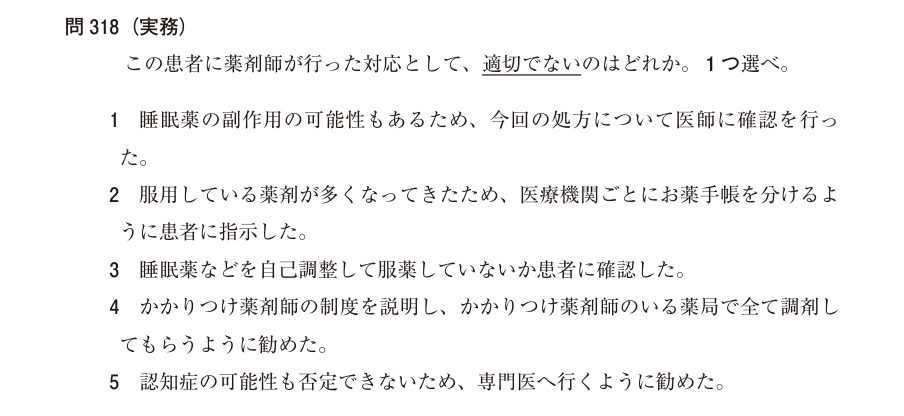 問 318（実務）
この患者に薬剤師が行った対応として、適切でないのはどれか。1つ選べ。
1　睡眠薬の副作用の可能性もあるため、今回の処方について医師に確認を行っ
た。
2　服用している薬剤が多くなってきたため、医療機関ごとにお薬手帳を分けるよ
うに患者に指示した。
3　睡眠薬などを自己調整して服薬していないか患者に確認した。
4　かかりつけ薬剤師の制度を説明し、かかりつけ薬剤師のいる薬局で全て調剤し
てもらうように勧めた。
5　認知症の可能性も否定できないため、専門医へ行くように勧めた。